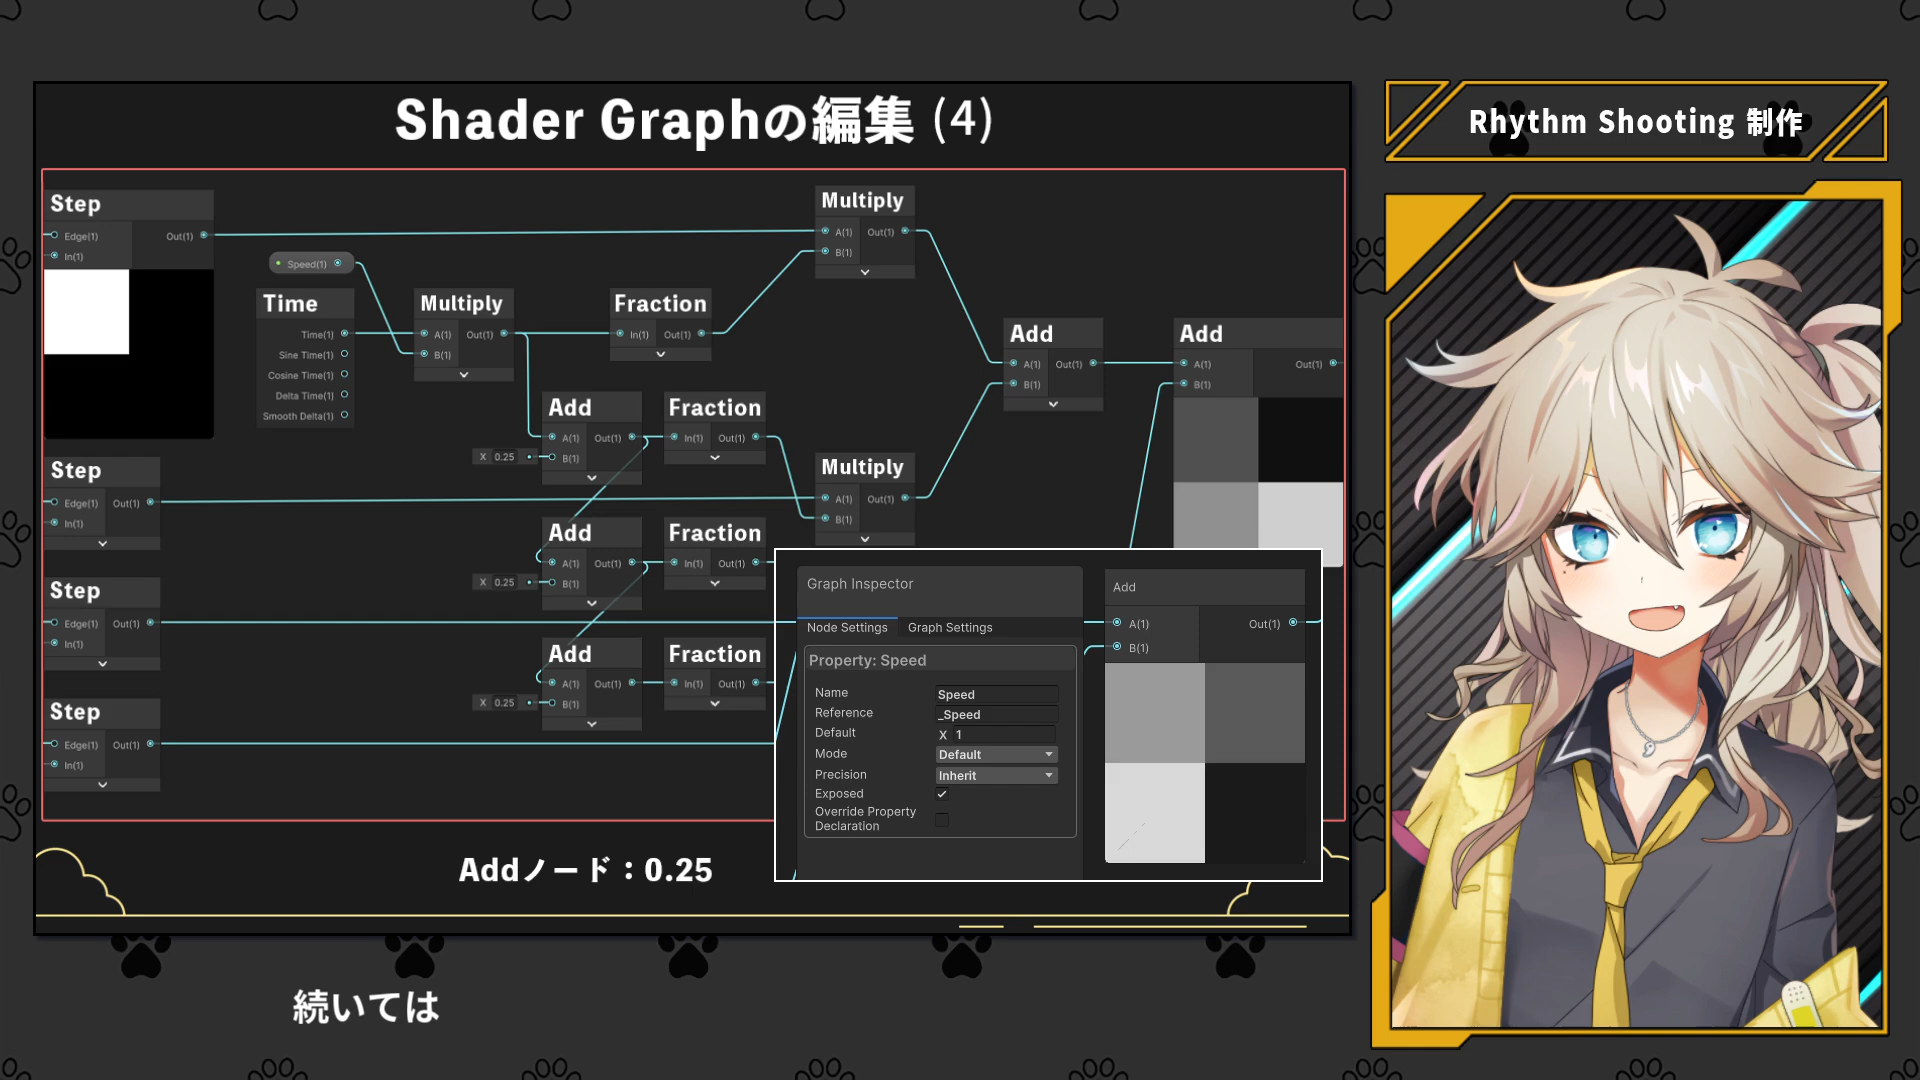 Shader Graphの編集 (4)
Rhythm Shooting 制作
Step
Edge(1)
In(1)
Out(1)
Speed(1)
Time
Time(1)
Sine Time(1)
Cosine Time(1)
Delta Time(1)
Smooth Delta(1)
Multiply
A(1)
B(1)
Out(1)
Fraction
In(1)
Out(1)
Multiply
A(1)
B(1)
Out(1)
Add
A(1)
B(1)
Out(1)
Add
A(1)
B(1)
Out(1)
Add
A(1)
B(1)
Out(1)
X 0.25
Fraction
In(1)
Out(1)
Step
Edge(1)
In(1)
Out(1)
Multiply
A(1)
B(1)
Out(1)
Add
A(1)
B(1)
Out(1)
X 0.25
Fraction
In(1)
Out(1)
Step
Edge(1)
In(1)
Out(1)
Add
A(1)
B(1)
Out(1)
X 0.25
Fraction
In(1)
Out(1)
Step
Edge(1)
In(1)
Out(1)
Graph Inspector
Node Settings
Graph Settings
Property: Speed
Name
Speed
Reference
_Speed
Default
X 1
Mode
Default
Precision
Inherit
Exposed
Override Property
Declaration
Add
A(1)
B(1)
Out(1)
Addノード：0.25
続いては